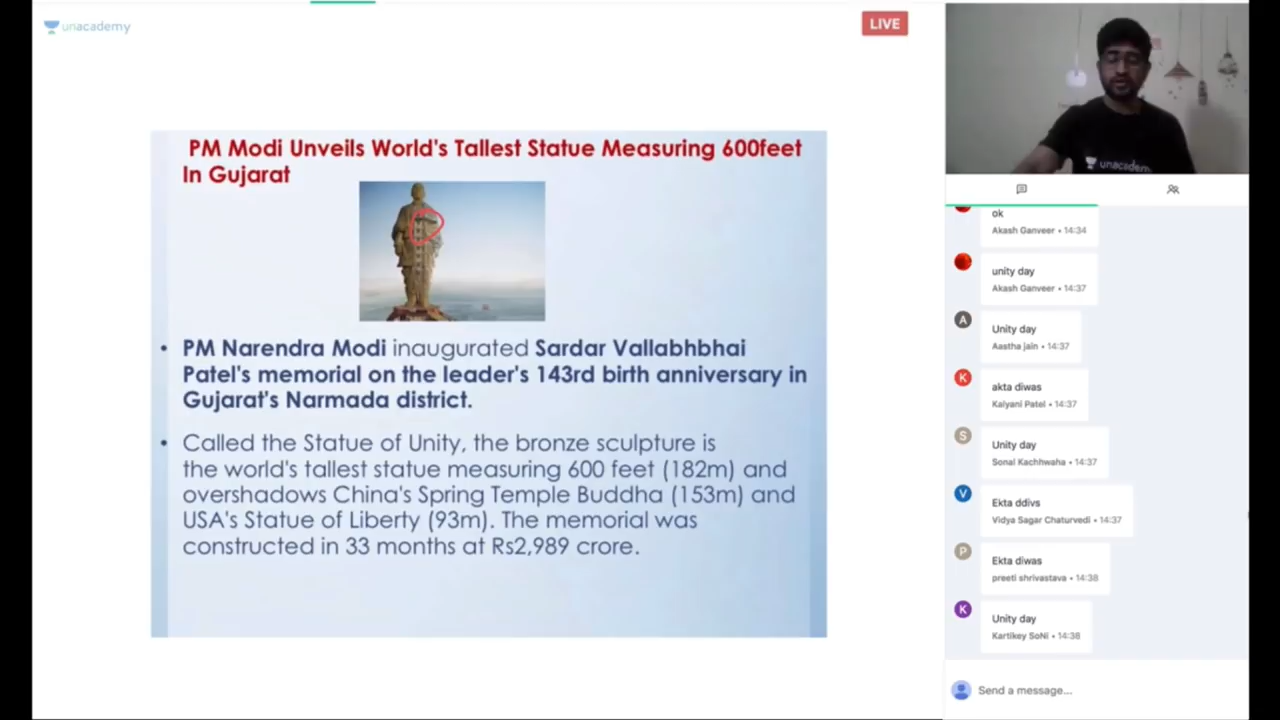 unacademy
LIVE
PM Modi Unveils World's Tallest Statue Measuring 600feet
In Gujarat
• PM Narendra Modi inaugurated Sardar Vallabhbhai
Patel's memorial on the leader's 143rd birth anniversary in
Gujarat's Narmada district.
• Called the Statue of Unity, the bronze sculpture is
the world's tallest statue measuring 600 feet (182m) and
overshadows China's Spring Temple Buddha (153m) and
USA's Statue of Liberty (93m). The memorial was
constructed in 33 months at Rs2,989 crore.
unacademy
ok
Akash Ganveer • 14:34
unity day
Akash Ganveer • 14:37
A
Unity day
Aastha jain • 14:37
K
akta diwas
Kalyani Patel • 14:37
S
Unity day
Sonal Kachhwaha • 14:37
V
Ekta ddivs
Vidya Sagar Chaturvedi • 14:37
P
Ekta diwas
preeti shrivastava • 14:38
K
Unity day
Kartikey SoNi • 14:38
Send a message...